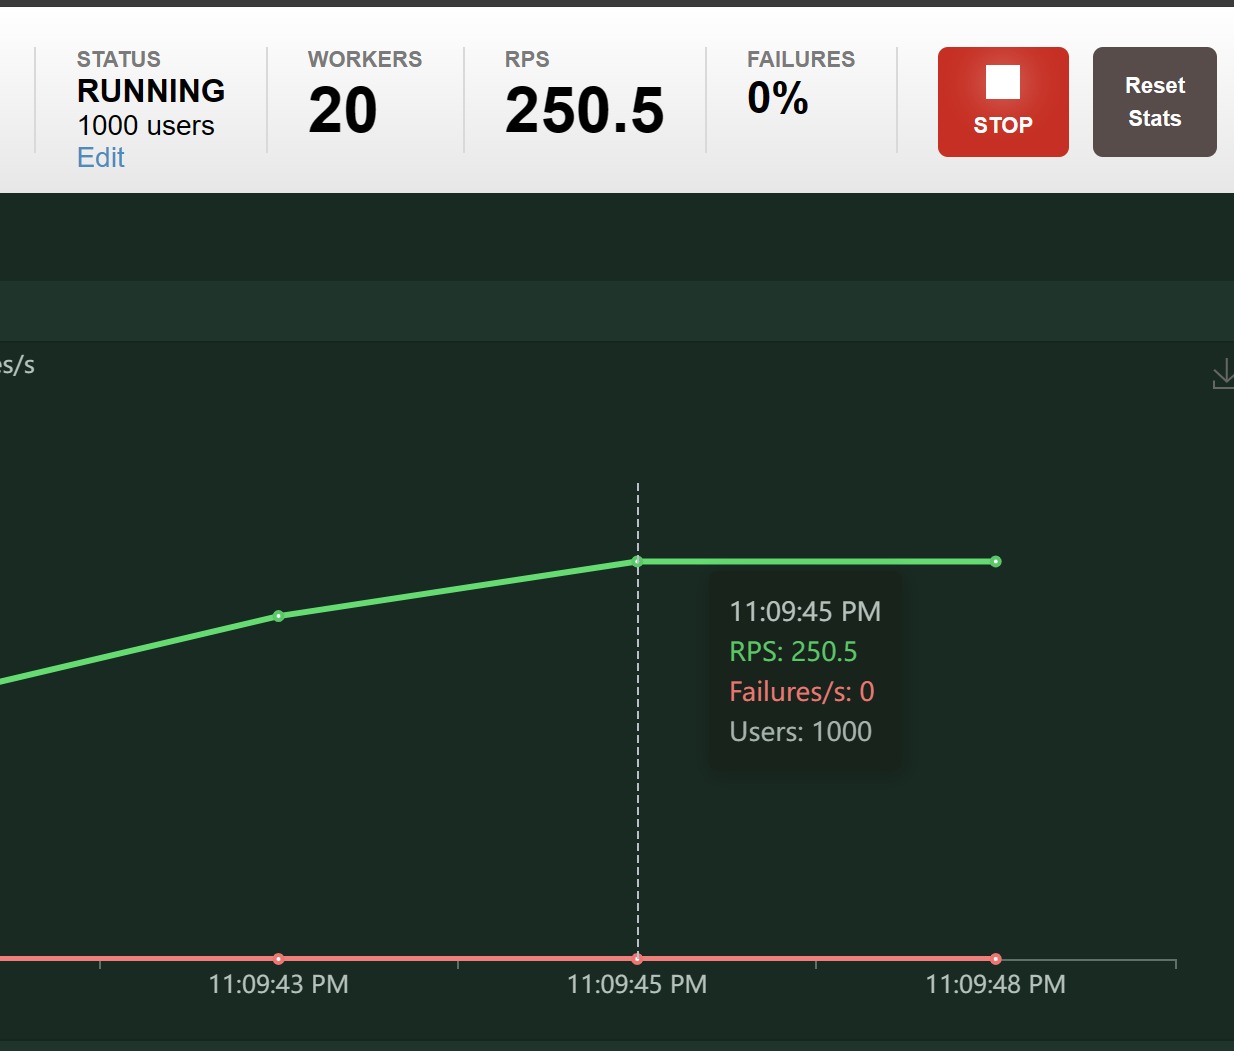 STATUS
RUNNING
1000 users
Edit
WORKERS
20
RPS
250.5
FAILURES
0%
STOP
Reset
Stats
es/s
11:09:45 PM
RPS: 250.5
Failures/s: 0
Users: 1000
11:09:43 PM
11:09:45 PM
11:09:48 PM